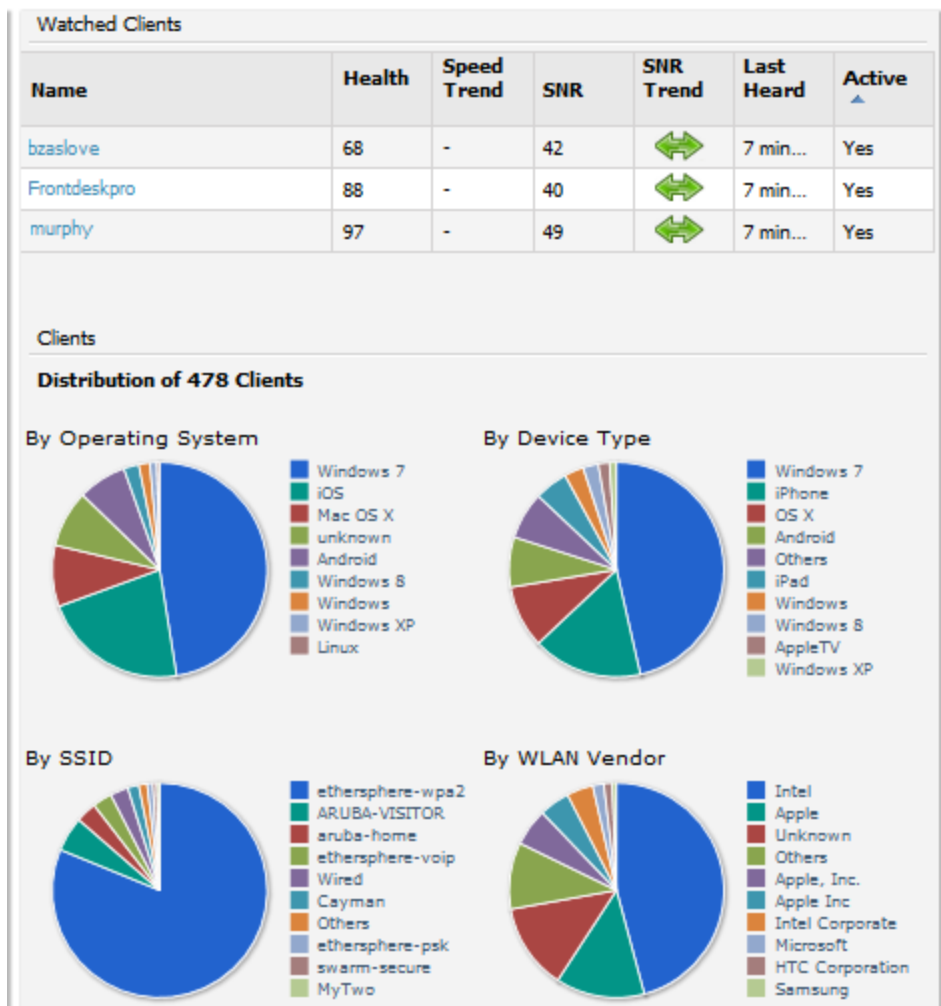 Watched Clients
Name Health Speed Trend SNR SNR Trend Last Heard Active
bzaslove 68 - 42 7 min... Yes
Frontdeskpro 88 - 40 7 min... Yes
murphy 97 - 49 7 min... Yes
Clients
Distribution of 478 Clients
By Operating System
Windows 7
iOS
Mac OS X
unknown
Android
Windows 8
Windows
Windows XP
Linux
By Device Type
Windows 7
iPhone
OS X
Android
Others
iPad
Windows
Windows 8
AppleTV
Windows XP
By SSID
ethersphere-wpa2
ARUBA-VISITOR
aruba-home
ethersphere-voip
Wired
Cayman
Others
ethersphere-psk
swarm-secure
MyTwo
By WLAN Vendor
Intel
Apple
Unknown
Others
Apple, Inc.
Apple Inc
Intel Corporate
Microsoft
HTC Corporation
Samsung